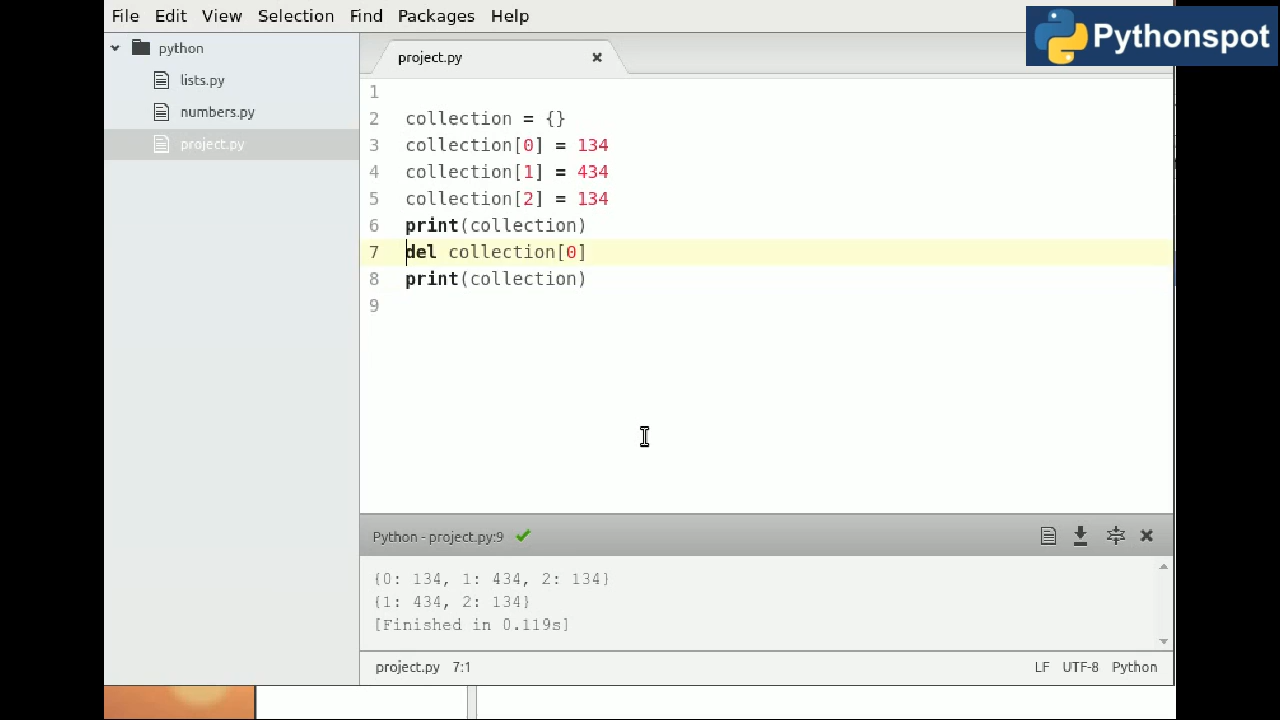 File Edit View Selection Find Packages Help
Pythonspot
python
lists.py
numbers.py
project.py
project.py
1
2 collection = {}
3 collection[0] = 134
4 collection[1] = 434
5 collection[2] = 134
6 print(collection)
7 del collection[0]
8 print(collection)
9
Python - project.py:9
{0: 134, 1: 434, 2: 134}
{1: 434, 2: 134}
[Finished in 0.119s]
project.py 7:1 LF UTF-8 Python